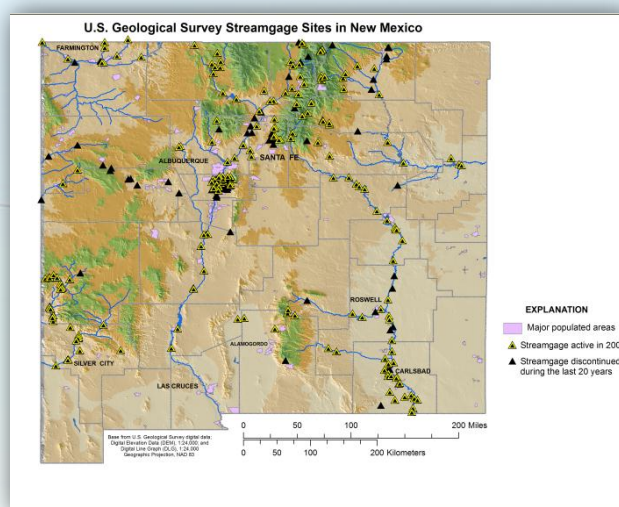 U.S. Geological Survey Streamgage Sites in New Mexico
FARMINGTON
ALBUQUERQUE
SANTA FE
ROSWELL
ALAMOGORDO
SILVER CITY
CARLSBAD
LAS CRUCES
EXPLANATION
Major populated areas
Streamgage active in 200
Streamgage discontinued
during the last 20 years
Base from U.S. Geological Survey digital data;
Digital Elevation Data (DEM), 1:24,000, and
Digital Line Graph (DLG), 1:24,000
Geographic Projection, NAD 83
0 50 100 200 Miles
0 50 100 200 Kilometers